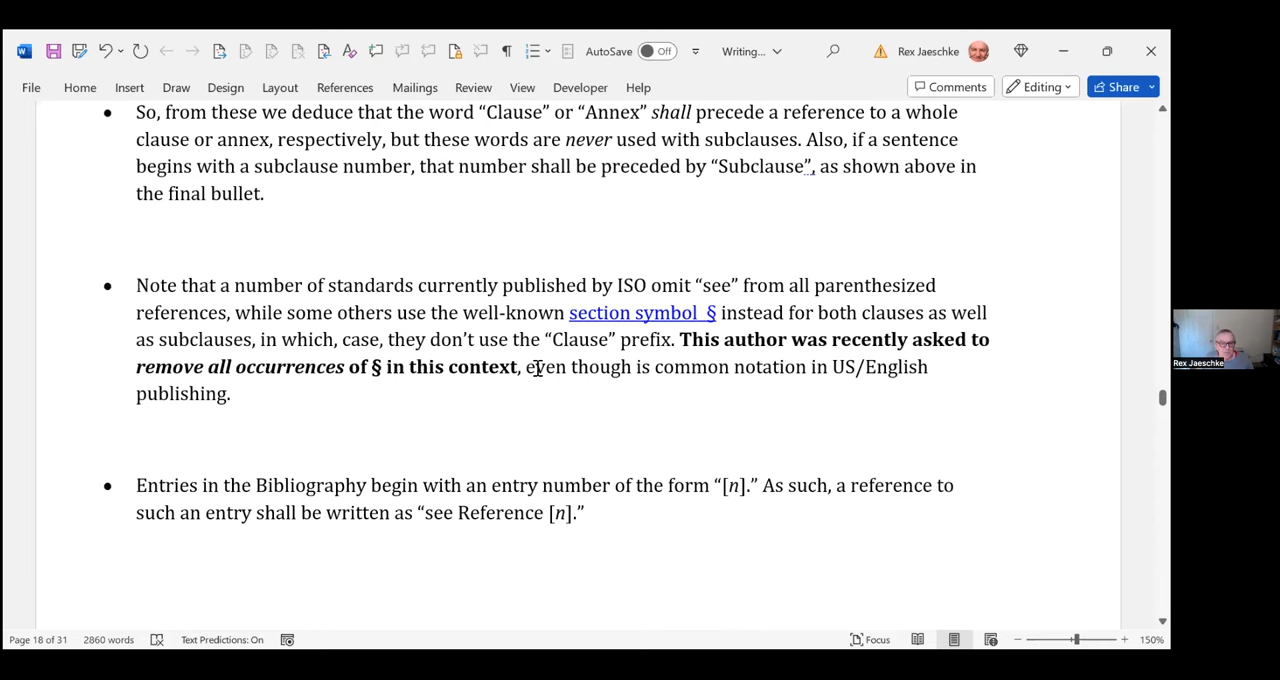 AutoSave Off Writing... Rex Jaeschke
File Home Insert Draw Design Layout References Mailings Review View Developer Help Comments Editing Share
• So, from these we deduce that the word “Clause” or “Annex” shall precede a reference to a whole
clause or annex, respectively, but these words are never used with subclauses. Also, if a sentence
begins with a subclause number, that number shall be preceded by “Subclause”, as shown above in
the final bullet.
• Note that a number of standards currently published by ISO omit “see” from all parenthesized
references, while some others use the well-known section symbol § instead for both clauses as well
as subclauses, in which, case, they don’t use the “Clause” prefix. This author was recently asked to
remove all occurrences of § in this context, even though is common notation in US/English
publishing.
• Entries in the Bibliography begin with an entry number of the form “[n].” As such, a reference to
such an entry shall be written as “see Reference [n].”
Rex Jaeschke
Page 18 of 31 2860 words Text Predictions: On Focus 150%